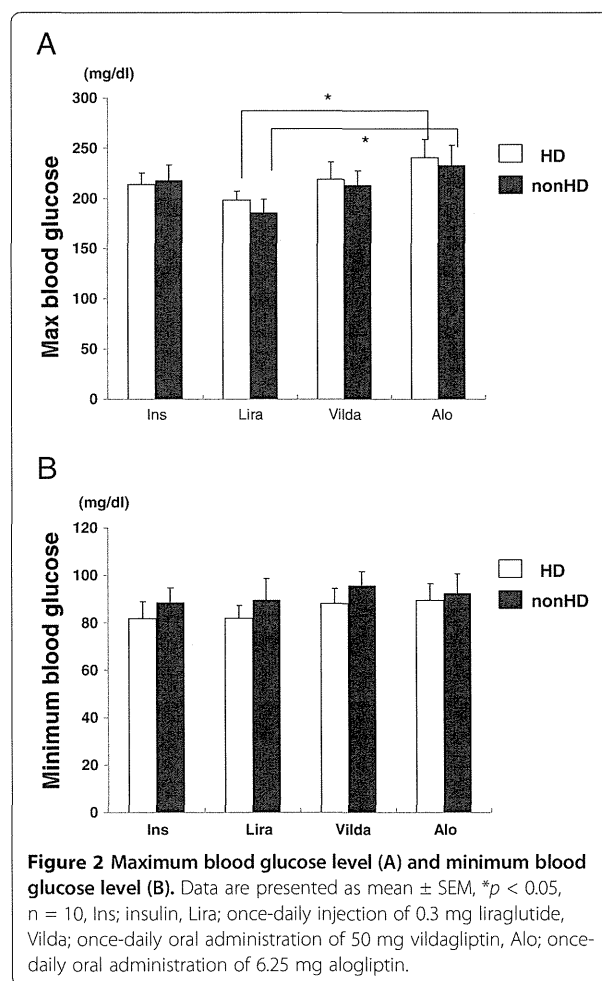 A
(mg/dl)
300
250
200
150
100
50
0
Max blood glucose
*
*
HD
nonHD
Ins Lira Vilda Alo
B
(mg/dl)
120
100
80
60
40
20
0
Minimum blood glucose
HD
nonHD
Ins Lira Vilda Alo
Figure 2 Maximum blood glucose level (A) and minimum blood
glucose level (B). Data are presented as mean ± SEM, *p < 0.05,
n = 10, Ins; insulin, Lira; once-daily injection of 0.3 mg liraglutide,
Vilda; once-daily oral administration of 50 mg vildagliptin, Alo; once-
daily oral administration of 6.25 mg alogliptin.